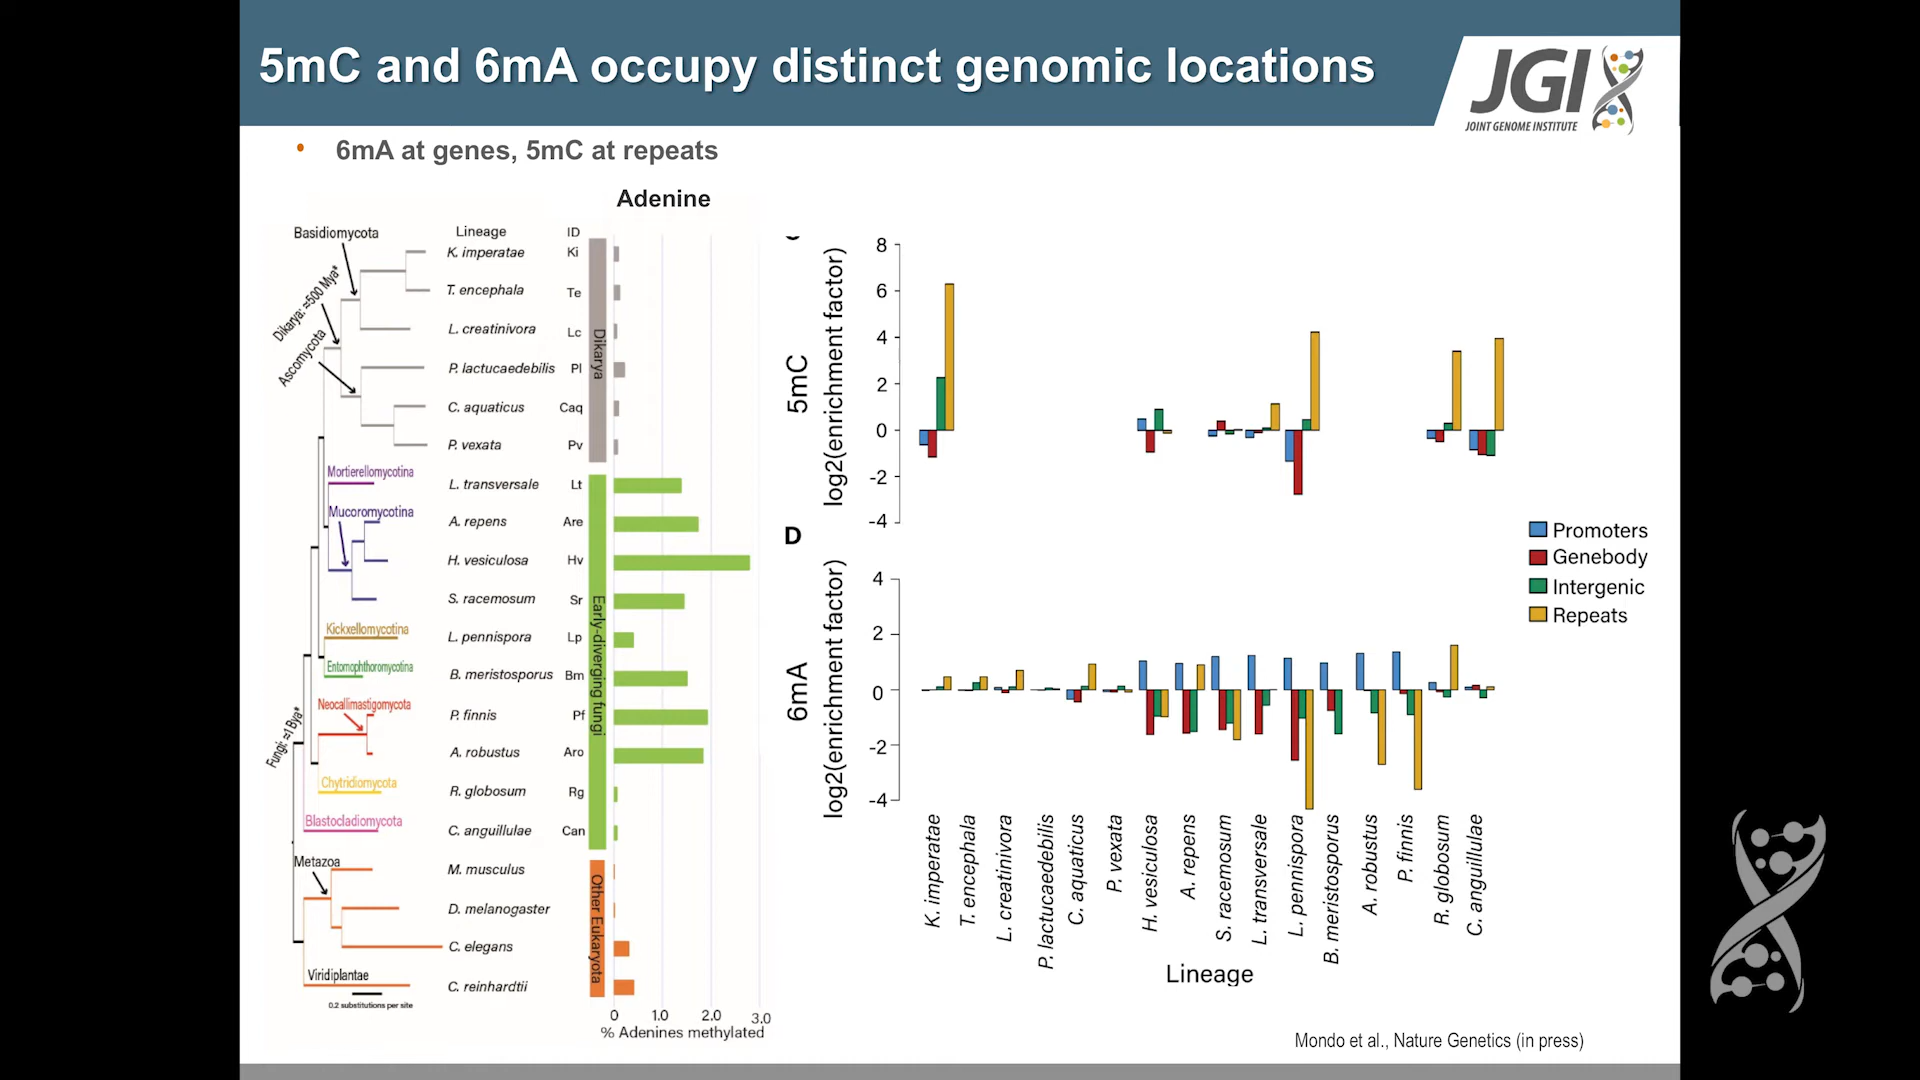 5mC and 6mA occupy distinct genomic locations
JGI
JOINT GENOME INSTITUTE
• 6mA at genes, 5mC at repeats
Adenine
Lineage ID
Basidiomycota
Dikarya: ≈500 Mya*
Ascomycota
K. imperatae Ki
T. encephala Te
L. creatinivora Lc
P. lactucaedebilis Pl
C. aquaticus Caq
P. vexata Pv
Dikarya
Mortierellomycotina
L. transversale Lt
Mucoromycotina
A. repens Are
H. vesiculosa Hv
S. racemosum Sr
Kickxellomycotina
L. pennispora Lp
Entomophthoromycotina
B. meristosporus Bm
Neocallimastigomycota
P. finnis Pf
A. robustus Aro
Fungi: ≈1 Bya*
Chytridiomycota
R. globosum Rg
Blastocladiomycota
C. anguillulae Can
Early-diverging fungi
Metazoa
M. musculus
D. melanogaster
C. elegans
Viridiplantae
C. reinhardtii
Other Eukaryota
0.2 substitutions per site
0 1.0 2.0 3.0
% Adenines methylated
5mC
log2(enrichment factor)
8
6
4
2
0
-2
-4
D
6mA
log2(enrichment factor)
4
2
0
-2
-4
Promoters
Genebody
Intergenic
Repeats
K. imperatae
T. encephala
L. creatinivora
P. lactucaedebilis
C. aquaticus
P. vexata
H. vesiculosa
A. repens
S. racemosum
L. transversale
L. pennispora
B. meristosporus
A. robustus
P. finnis
R. globosum
C. anguillulae
Lineage
Mondo et al., Nature Genetics (in press)